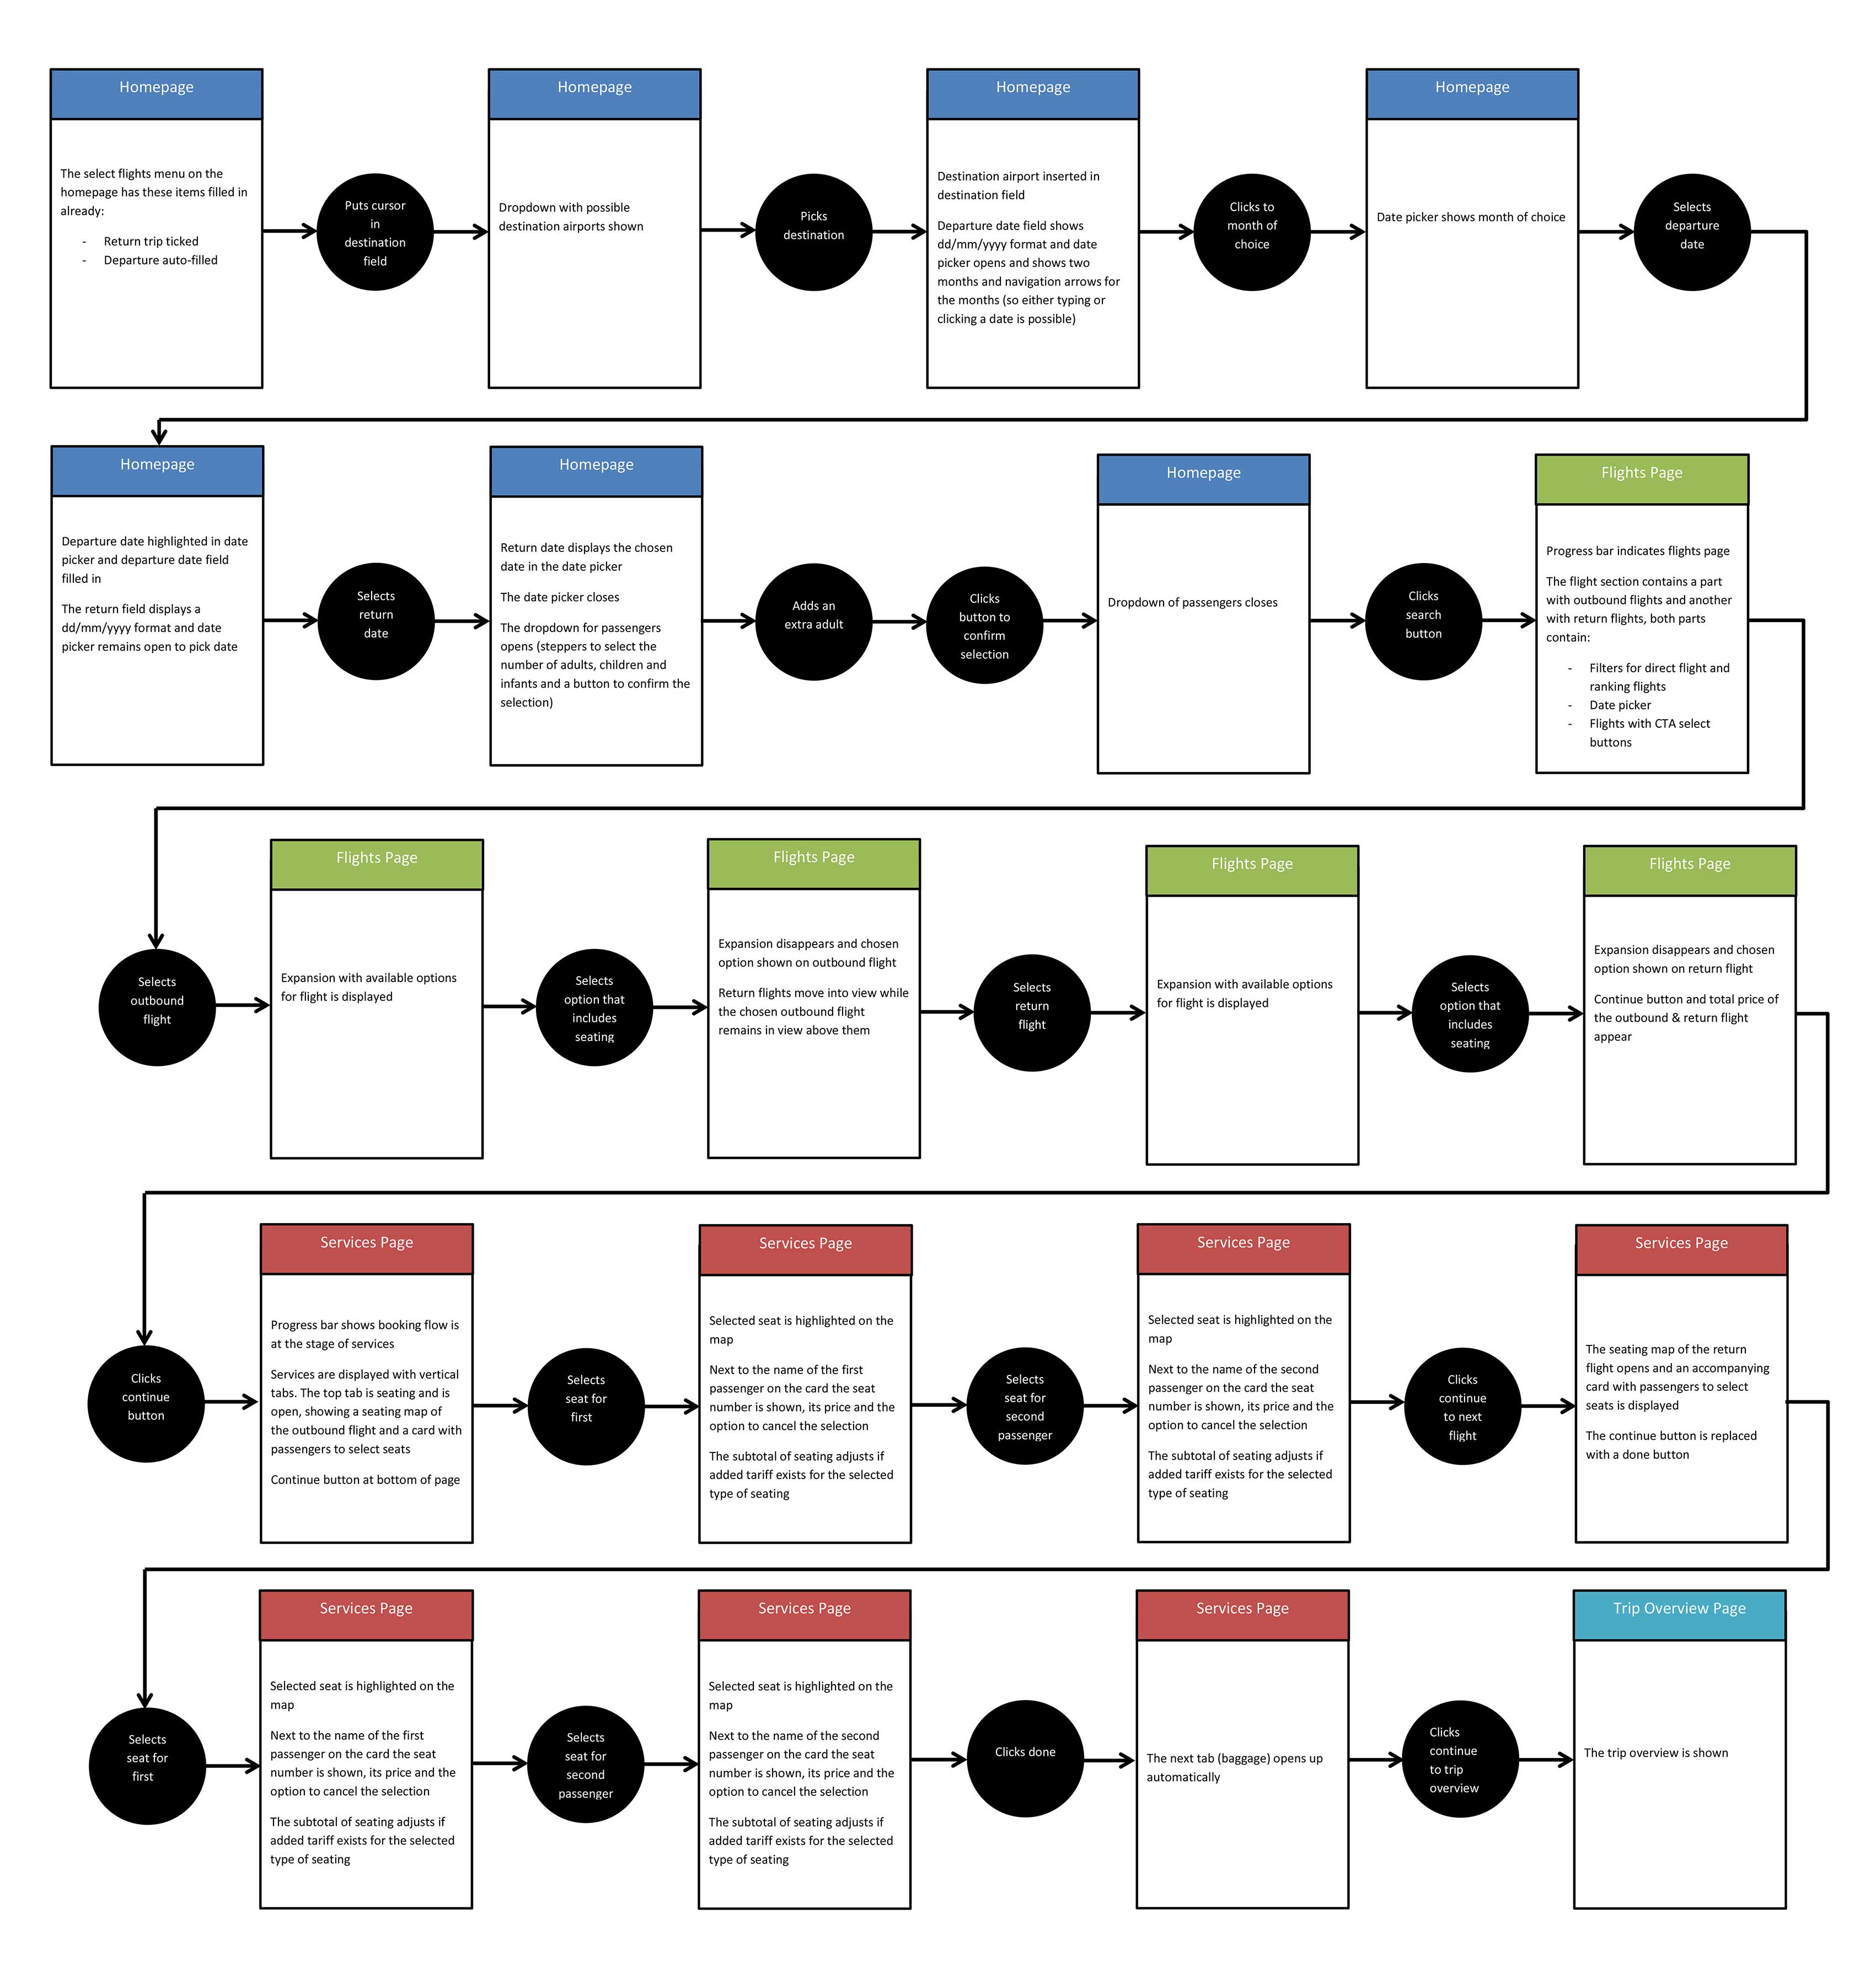 Homepage
The select flights menu on the
homepage has these items filled in
already:
- Return trip ticked
- Departure auto-filled
Puts cursor
in
destination
field
Homepage
Dropdown with possible
destination airports shown
Picks
destination
Homepage
Destination airport inserted in
destination field
Departure date field shows
dd/mm/yyyy format and date
picker opens and shows two
months and navigation arrows for
the months (so either typing or
clicking a date is possible)
Clicks to
month of
choice
Homepage
Date picker shows month of choice
Selects
departure
date
Homepage
Departure date highlighted in date
picker and departure date field
filled in
The return field displays a
dd/mm/yyyy format and date
picker remains open to pick date
Selects
return
date
Homepage
Return date displays the chosen
date in the date picker
The date picker closes
The dropdown for passengers
opens (steppers to select the
number of adults, children and
infants and a button to confirm the
selection)
Adds an
extra adult
Clicks
button to
confirm
selection
Homepage
Dropdown of passengers closes
Clicks
search
button
Flights Page
Progress bar indicates flights page
The flight section contains a part
with outbound flights and another
with return flights, both parts
contain:
- Filters for direct flight and
ranking flights
- Date picker
- Flights with CTA select
buttons
Selects
outbound
flight
Flights Page
Expansion with available options
for flight is displayed
Selects
option that
includes
seating
Flights Page
Expansion disappears and chosen
option shown on outbound flight
Return flights move into view while
the chosen outbound flight
remains in view above them
Selects
return
flight
Flights Page
Expansion with available options
for flight is displayed
Selects
option that
includes
seating
Flights Page
Expansion disappears and chosen
option shown on return flight
Continue button and total price of
the outbound & return flight
appear
Clicks
continue
button
Services Page
Progress bar shows booking flow is
at the stage of services
Services are displayed with vertical
tabs. The top tab is seating and is
open, showing a seating map of
the outbound flight and a card with
passengers to select seats
Continue button at bottom of page
Selects
seat for
first
Services Page
Selected seat is highlighted on the
map
Next to the name of the first
passenger on the card the seat
number is shown, its price and the
option to cancel the selection
The subtotal of seating adjusts if
added tariff exists for the selected
type of seating
Selects
seat for
second
passenger
Services Page
Selected seat is highlighted on the
map
Next to the name of the second
passenger on the card the seat
number is shown, its price and the
option to cancel the selection
The subtotal of seating adjusts if
added tariff exists for the selected
type of seating
Clicks
continue
to next
flight
Services Page
The seating map of the return
flight opens and an accompanying
card with passengers to select
seats is displayed
The continue button is replaced
with a done button
Selects
seat for
first
Services Page
Selected seat is highlighted on the
map
Next to the name of the first
passenger on the card the seat
number is shown, its price and the
option to cancel the selection
The subtotal of seating adjusts if
added tariff exists for the selected
type of seating
Selects
seat for
second
passenger
Services Page
Selected seat is highlighted on the
map
Next to the name of the second
passenger on the card the seat
number is shown, its price and the
option to cancel the selection
The subtotal of seating adjusts if
added tariff exists for the selected
type of seating
Clicks done
Services Page
The next tab (baggage) opens up
automatically
Clicks
continue
to trip
overview
Trip Overview Page
The trip overview is shown